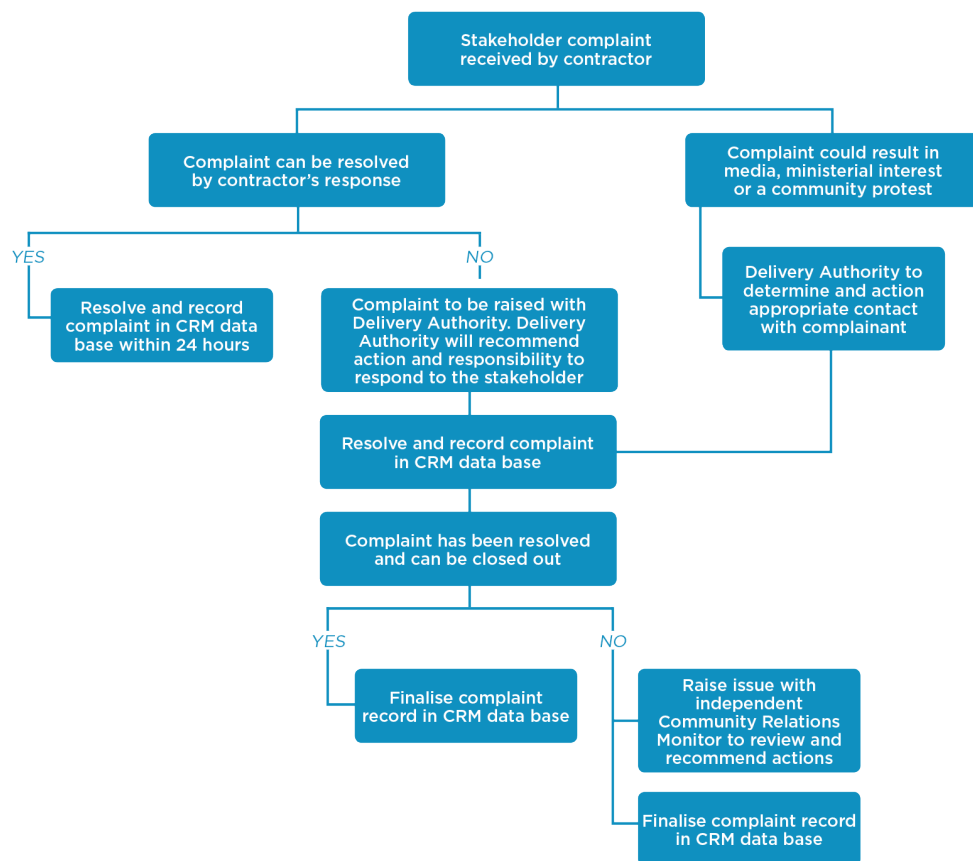 Stakeholder complaint
received by contractor
Complaint can be resolved
by contractor's response
Complaint could result in
media, ministerial interest
or a community protest
YES
NO
Resolve and record
complaint in CRM data
base within 24 hours
Complaint to be raised with
Delivery Authority. Delivery
Authority will recommend
action and responsibility to
respond to the stakeholder
Delivery Authority to
determine and action
appropriate contact
with complainant
Resolve and record complaint
in CRM data base
Complaint has been resolved
and can be closed out
YES
NO
Finalise complaint
record in CRM data base
Raise issue with
independent
Community Relations
Monitor to review and
recommend actions
Finalise complaint record
in CRM data base